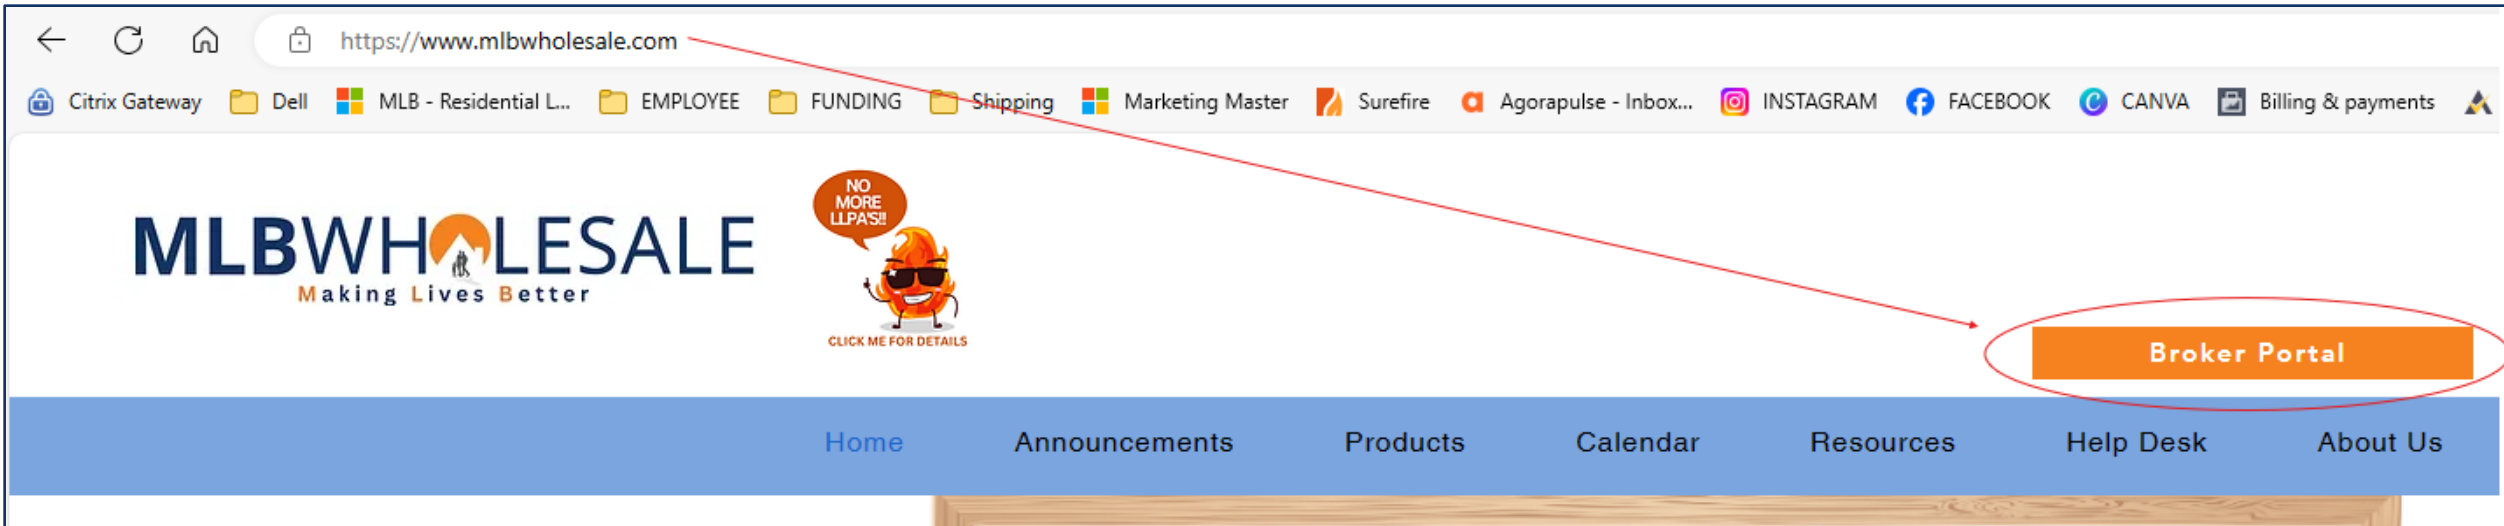 https://www.mlbwholesale.com
Citrix Gateway Dell MLB - Residential L... EMPLOYEE FUNDING Shipping Marketing Master Surefire Agorapulse - Inbox... INSTAGRAM FACEBOOK CANVA Billing & payments
NO
MORE
LLPA'S!!
MLBWHOLESALE
Making Lives Better
CLICK ME FOR DETAILS
Broker Portal
Home Announcements Products Calendar Resources Help Desk About Us